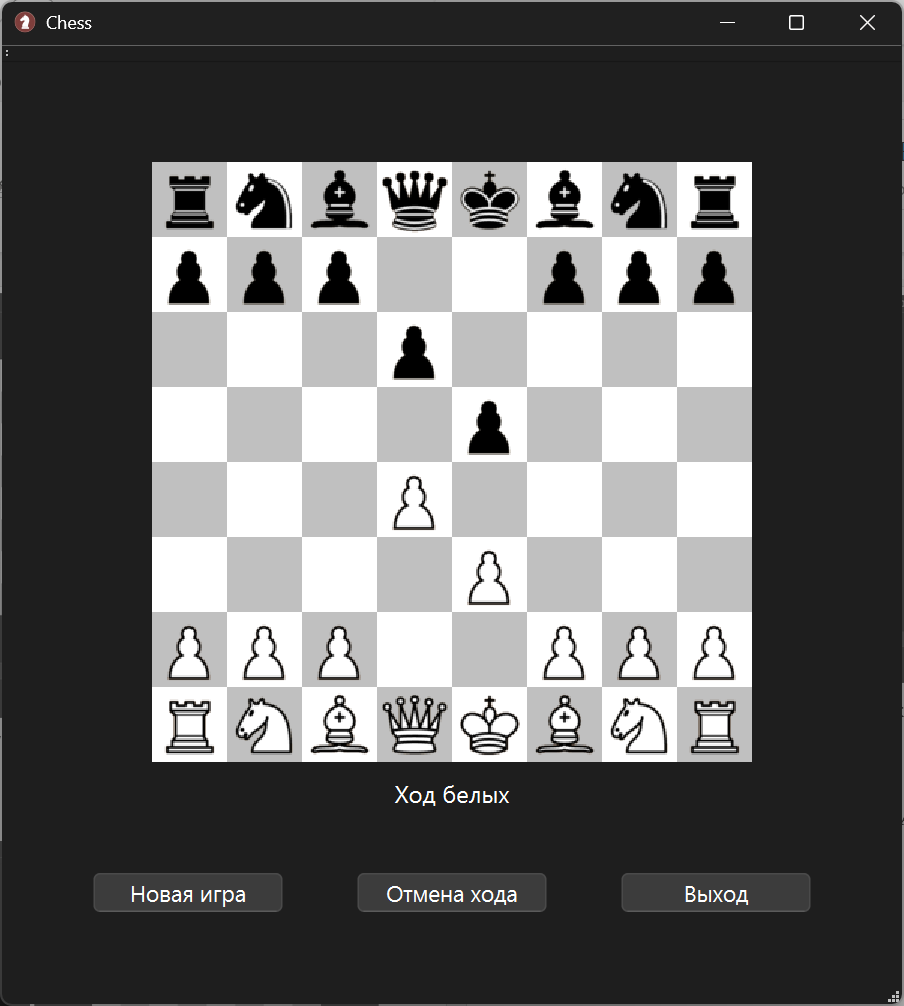 Chess
Ход белых
Новая игра
Отмена хода
Выход